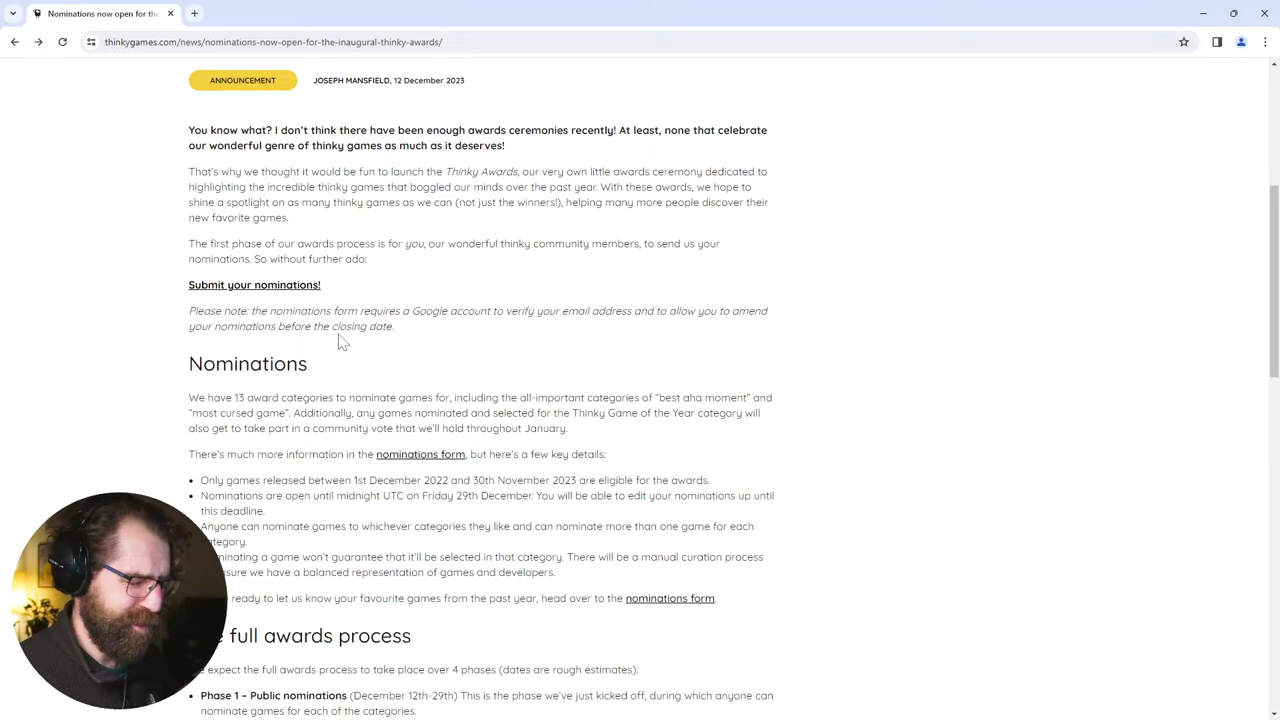 Nominations now open for the
thinkygames.com/news/nominations-now-open-for-the-inaugural-thinky-awards/
ANNOUNCEMENT
JOSEPH MANSFIELD, 12 December 2023
You know what? I don't think there have been enough awards ceremonies recently! At least, none that celebrate
our wonderful genre of thinky games as much as it deserves!
That's why we thought it would be fun to launch the Thinky Awards, our very own little awards ceremony dedicated to
highlighting the incredible thinky games that boggled our minds over the past year. With these awards, we hope to
shine a spotlight on as many thinky games as we can (not just the winners!), helping many more people discover their
new favorite games.
The first phase of our awards process is for you, our wonderful thinky community members, to send us your
nominations. So without further ado:
Submit your nominations!
Please note: the nominations form requires a Google account to verify your email address and to allow you to amend
your nominations before the closing date.
Nominations
We have 13 award categories to nominate games for, including the all-important categories of "best aha moment" and
"most cursed game". Additionally, any games nominated and selected for the Thinky Game of the Year category will
also get to take part in a community vote that we'll hold throughout January.
There's much more information in the nominations form, but here's a few key details:
• Only games released between 1st December 2022 and 30th November 2023 are eligible for the awards.
• Nominations are open until midnight UTC on Friday 29th December. You will be able to edit your nominations up until
this deadline.
Anyone can nominate games to whichever categories they like and can nominate more than one game for each
a game won't guarantee that it'll be selected in that category. There will be a manual curation process
we have a balanced representation of games and developers.
ready to let us know your favourite games from the past year, head over to the nominations form.
full awards process
expect the full awards process to take place over 4 phases (dates are rough estimates):
• Phase 1 – Public nominations (December 12th-29th) This is the phase we've just kicked off, during which anyone can
nominate games for each of the categories.